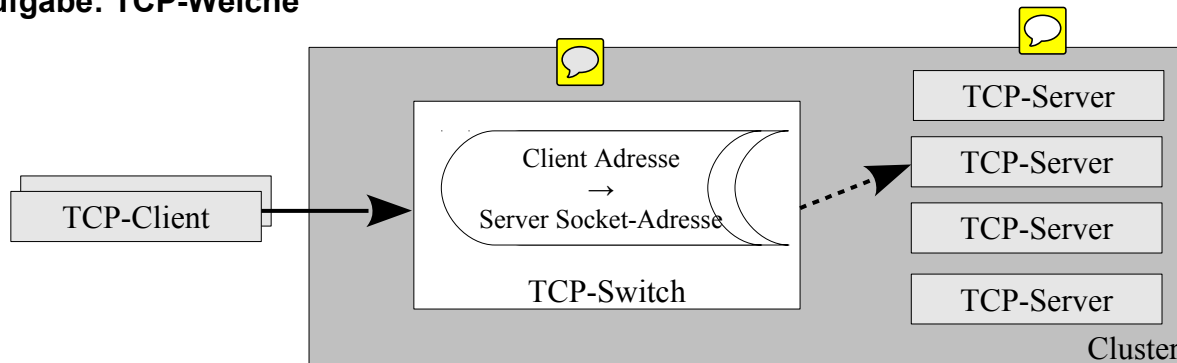 ufgabe: TCP-Weiche
TCP-Client
Client Adresse
→
Server Socket-Adresse
TCP-Switch
TCP-Server
TCP-Server
TCP-Server
TCP-Server
Cluster